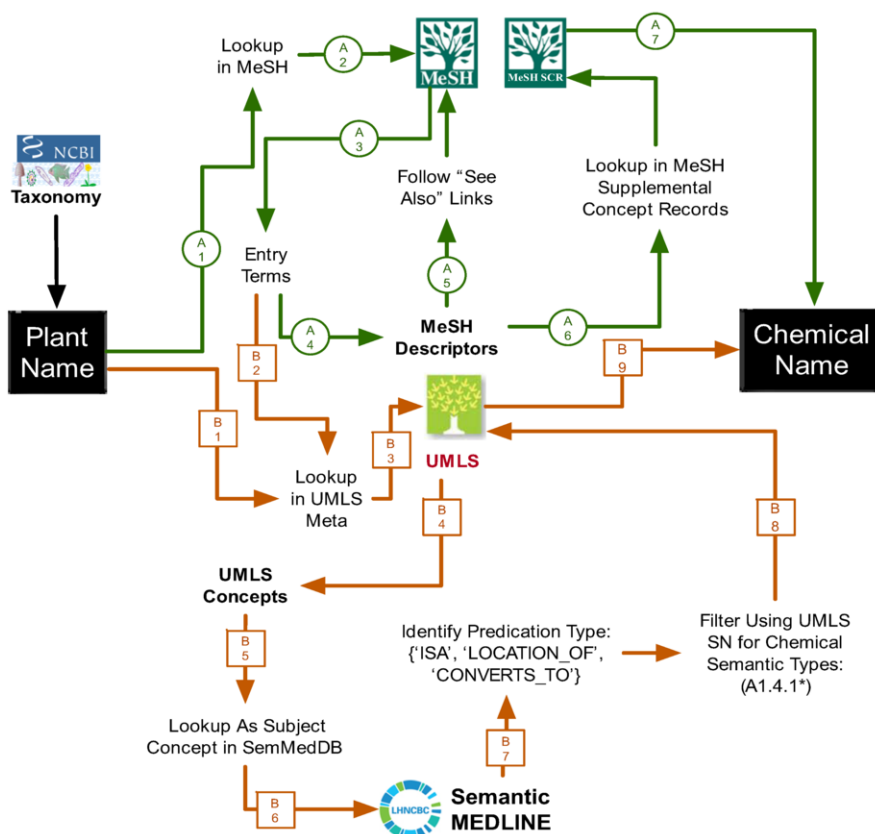 Lookup
in MeSH
A
2
MeSH
MeSH SCR
A
7
A
3
NCBI
Taxonomy
Follow “See
Also” Links
Lookup in MeSH
Supplemental
Concept Records
A
1
Entry
Terms
A
5
A
4
MeSH
Descriptors
A
6
Plant
Name
Chemical
Name
B
2
B
9
B
1
B
3
UMLS
Lookup
in UMLS
Meta
B
4
B
8
UMLS
Concepts
B
5
Identify Predication Type:
{‘ISA’, ‘LOCATION_OF’,
‘CONVERTS_TO’}
Filter Using UMLS
SN for Chemical
Semantic Types:
(A1.4.1*)
Lookup As Subject
Concept in SemMedDB
B
7
B
6
LHNCBC
Semantic
MEDLINE